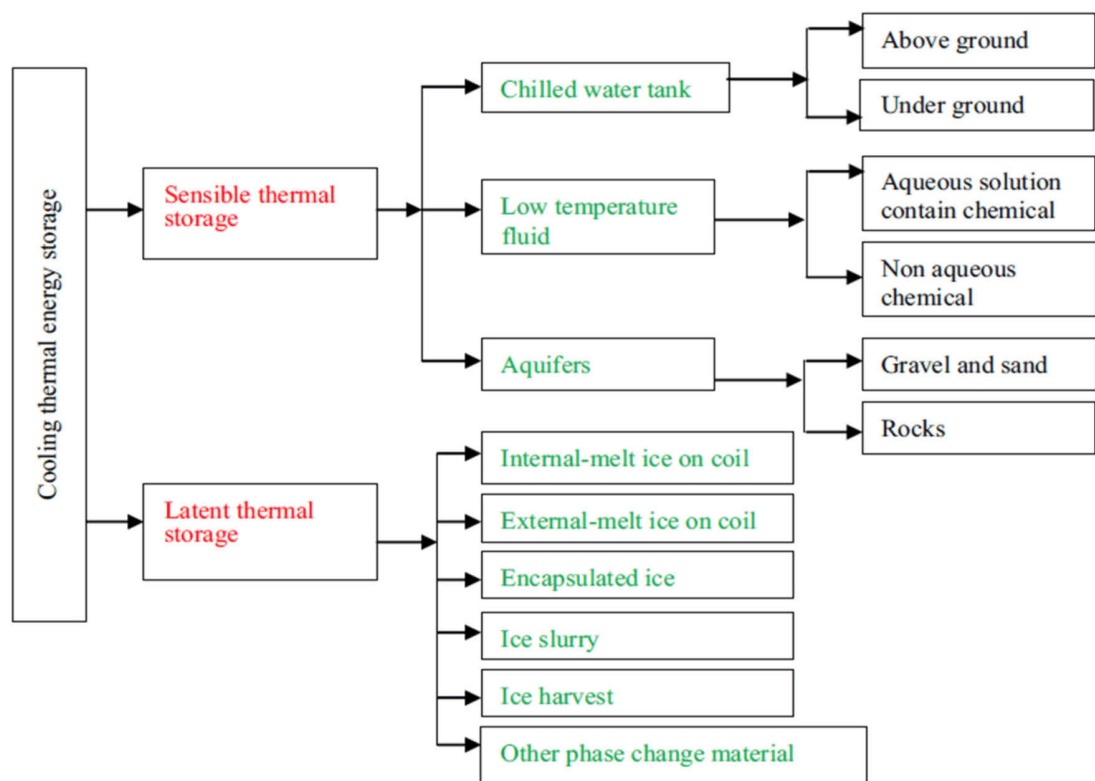 Cooling thermal energy storage
Sensible thermal
storage
Chilled water tank
Above ground
Under ground
Low temperature
fluid
Aqueous solution
contain chemical
Non aqueous
chemical
Aquifers
Gravel and sand
Rocks
Latent thermal
storage
Internal-melt ice on coil
External-melt ice on coil
Encapsulated ice
Ice slurry
Ice harvest
Other phase change material